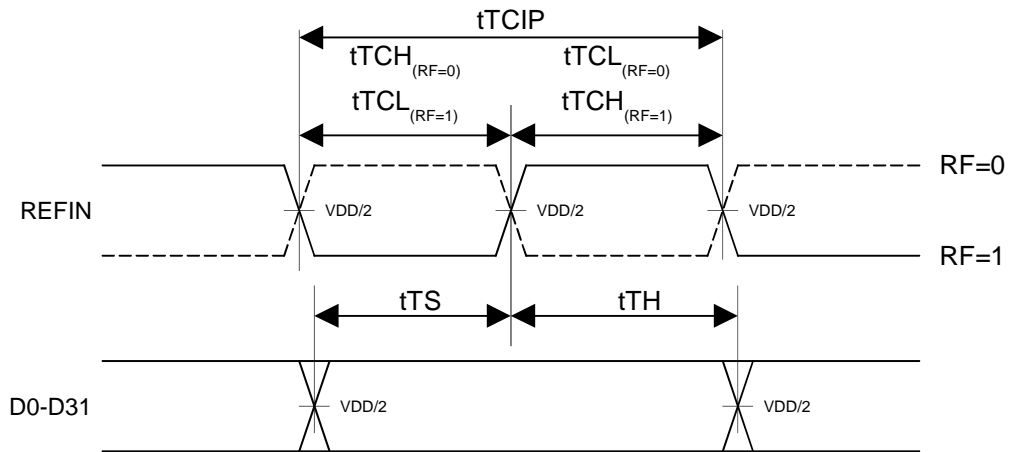 tTCIP
tTCH(RF=0) tTCL(RF=0)
tTCL(RF=1) tTCH(RF=1)
RF=0
REFIN VDD/2 VDD/2 VDD/2
RF=1
tTS tTH
D0-D31 VDD/2 VDD/2